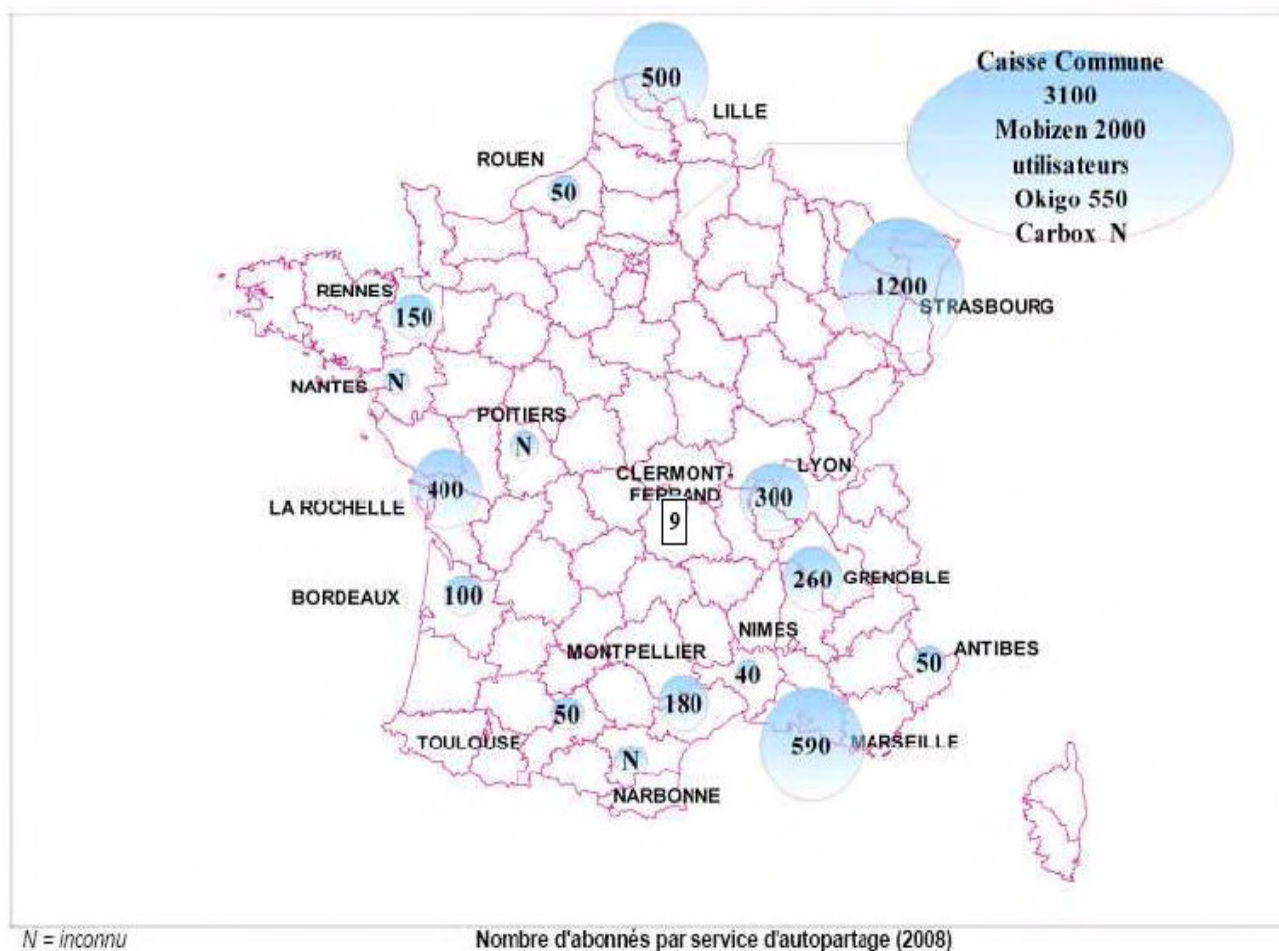 Caisse Commune
3100
Mobizen 2000
utilisateurs
Okigo 550
Carbox N
500
LILLE
ROUEN
50
1200
STRASBOURG
RENNES
150
NANTES
N
POITIERS
N
CLERMONT-
FERRAND
9
LYON
300
400
LA ROCHELLE
260
GRENOBLE
BORDEAUX
100
NIMES
40
MONTPELLIER
180
ANTIBES
50
50
TOULOUSE
590
MARSEILLE
N
NARBONNE
N = inconnu
Nombre d'abonnés par service d'autopartage (2008)